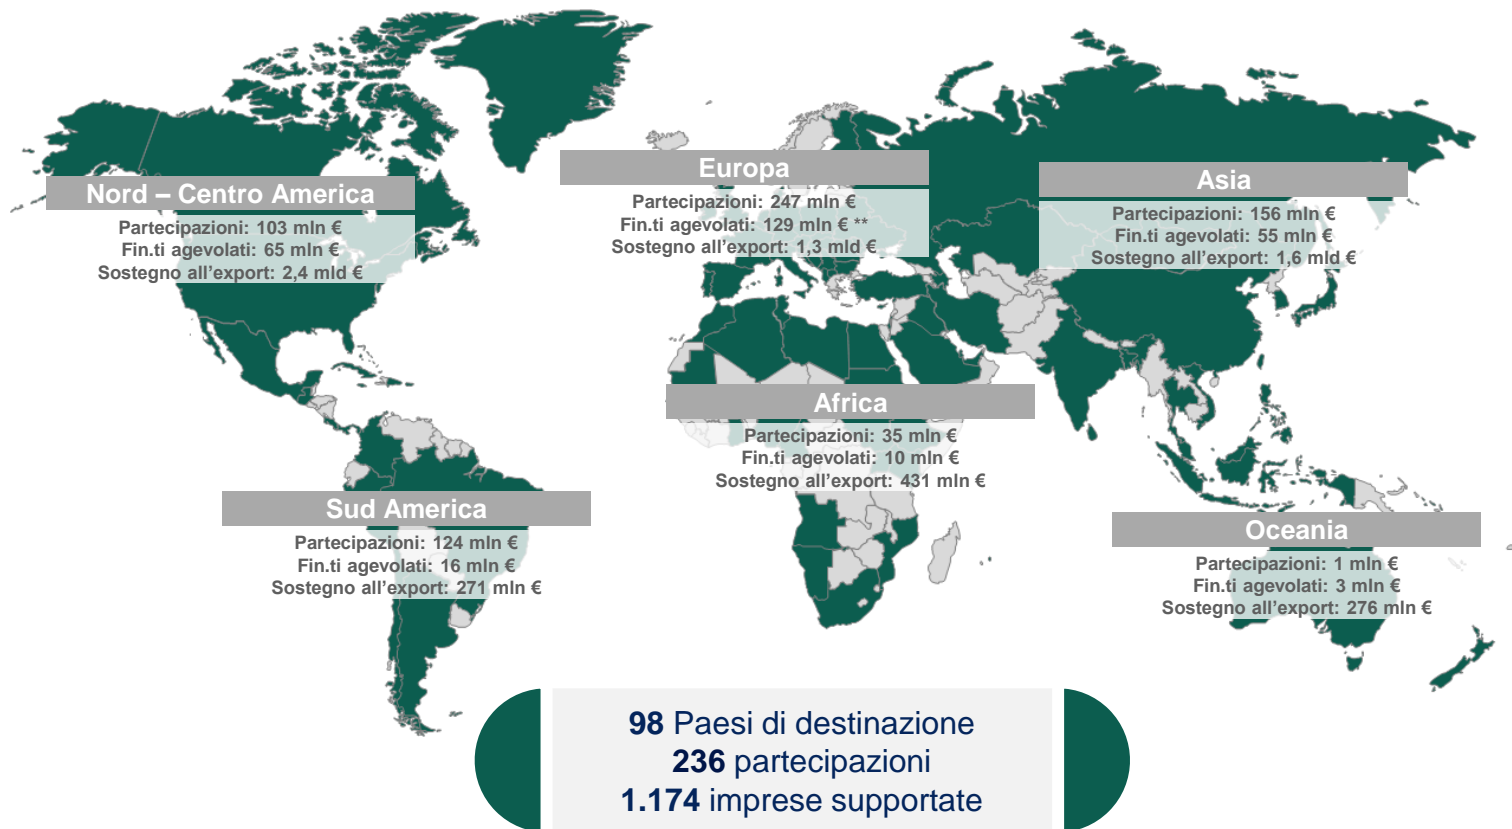 Nord – Centro America
Partecipazioni: 103 mln €
Fin.ti agevolati: 65 mln €
Sostegno all’export: 2,4 mld €
Europa
Partecipazioni: 247 mln €
Fin.ti agevolati: 129 mln € **
Sostegno all’export: 1,3 mld €
Asia
Partecipazioni: 156 mln €
Fin.ti agevolati: 55 mln €
Sostegno all’export: 1,6 mld €
Africa
Partecipazioni: 35 mln €
Fin.ti agevolati: 10 mln €
Sostegno all’export: 431 mln €
Sud America
Partecipazioni: 124 mln €
Fin.ti agevolati: 16 mln €
Sostegno all’export: 271 mln €
Oceania
Partecipazioni: 1 mln €
Fin.ti agevolati: 3 mln €
Sostegno all’export: 276 mln €
98 Paesi di destinazione
236 partecipazioni
1.174 imprese supportate